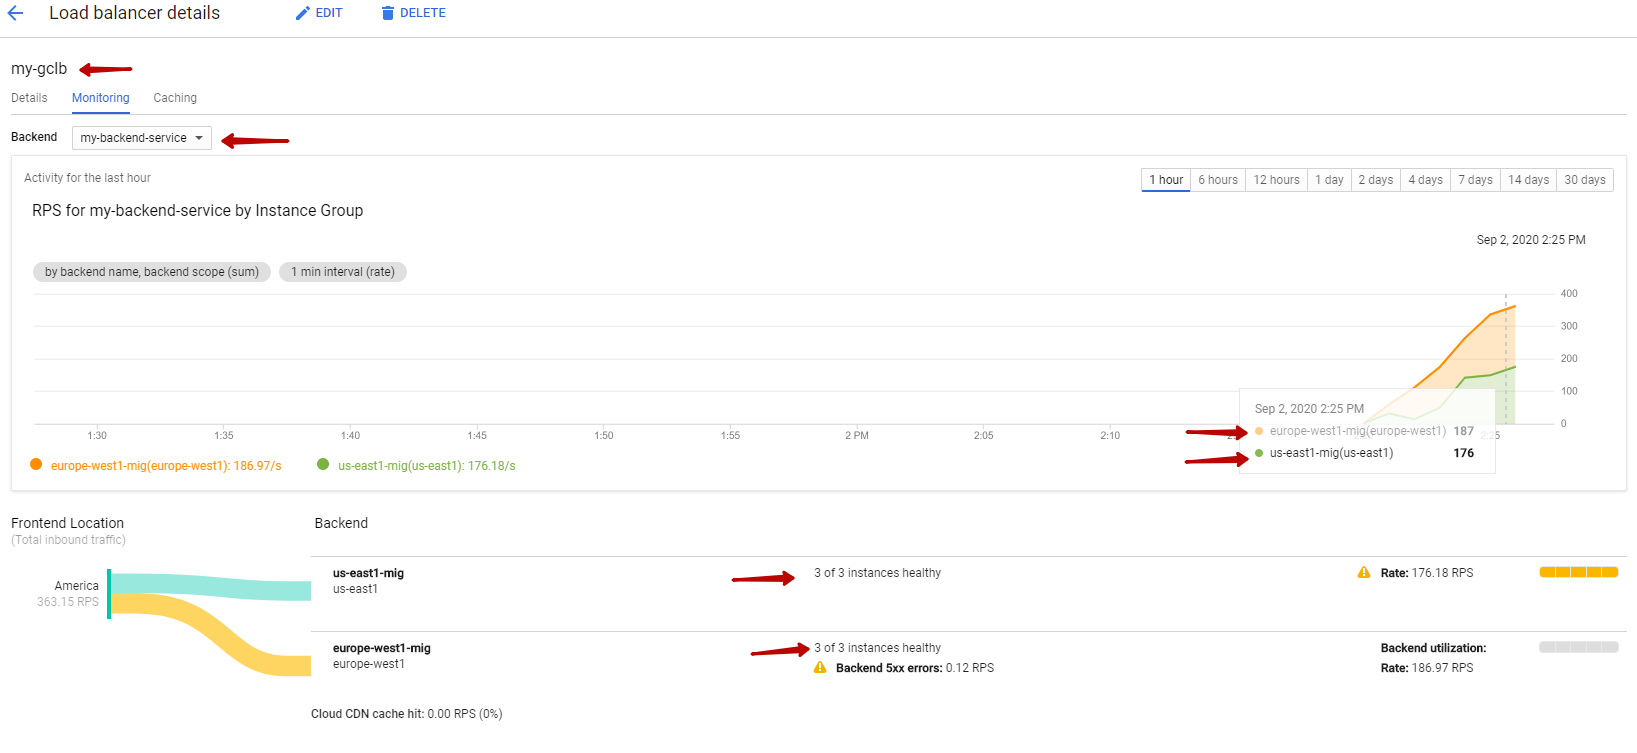 Load balancer details
EDIT
DELETE
my-gclb
Details
Monitoring
Caching
Backend
my-backend-service
Activity for the last hour
1 hour
6 hours
12 hours
1 day
2 days
4 days
7 days
14 days
30 days
RPS for my-backend-service by Instance Group
Sep 2, 2020 2:25 PM
by backend name, backend scope (sum)
1 min interval (rate)
400
300
200
100
0
Sep 2, 2020 2:25 PM
europe-west1-mig(europe-west1) 187
us-east1-mig(us-east1) 176
1:30
1:35
1:40
1:45
1:50
1:55
2 PM
2:05
2:10
2:25
europe-west1-mig(europe-west1): 186.97/s
us-east1-mig(us-east1): 176.18/s
Frontend Location
(Total inbound traffic)
Backend
America
363.15 RPS
us-east1-mig
us-east1
3 of 3 instances healthy
Rate: 176.18 RPS
europe-west1-mig
europe-west1
3 of 3 instances healthy
Backend 5xx errors: 0.12 RPS
Backend utilization:
Rate: 186.97 RPS
Cloud CDN cache hit: 0.00 RPS (0%)